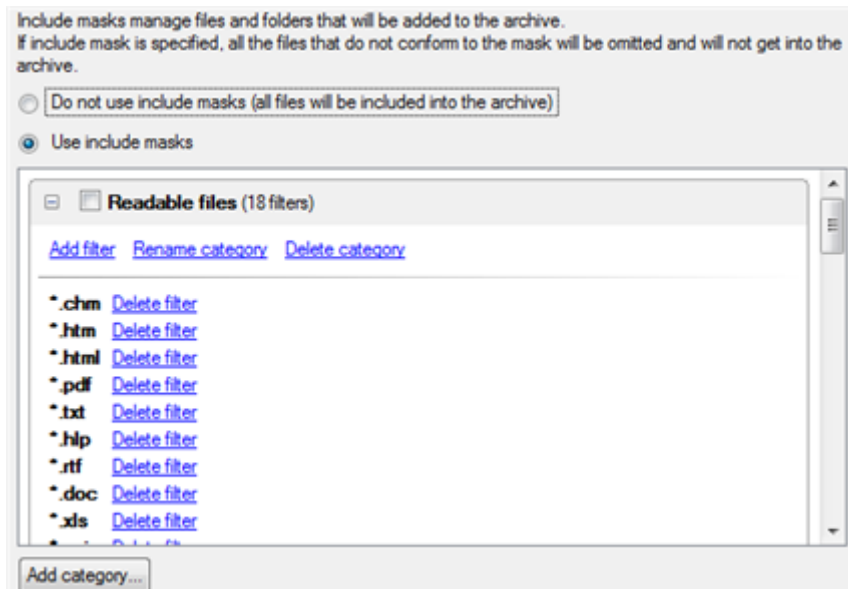 Include masks manage files and folders that will be added to the archive.
If include mask is specified, all the files that do not conform to the mask will be omitted and will not get into the
archive.
Do not use include masks (all files will be included into the archive)
Use include masks
Readable files (18 filters)
Add filter Rename category Delete category
*.chm Delete filter
*.htm Delete filter
*.html Delete filter
*.pdf Delete filter
*.txt Delete filter
*.hlp Delete filter
*.rtf Delete filter
*.doc Delete filter
*.xls Delete filter
Add category...